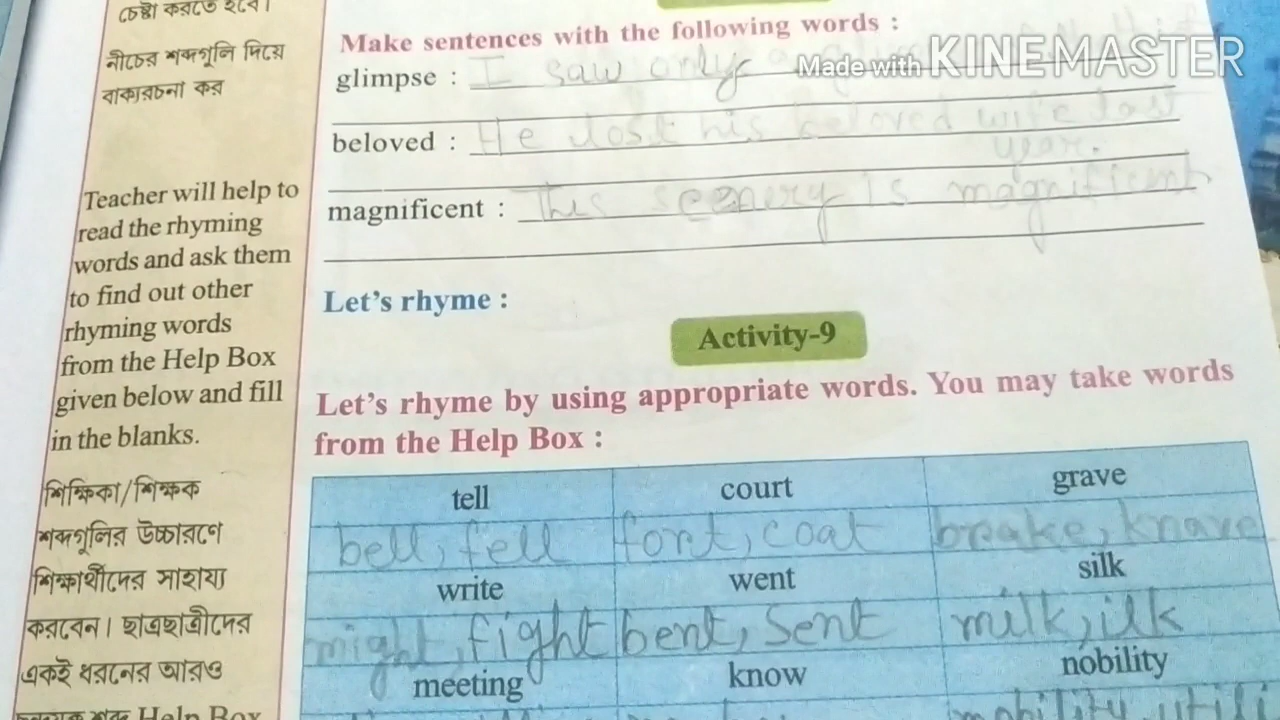 চেষ্টা করতে হবে।
নীচের শব্দগুলি দিয়ে
বাক্যরচনা কর
Teacher will help to
read the rhyming
words and ask them
to find out other
rhyming words
from the Help Box
given below and fill
in the blanks.
শিক্ষিকা/শিক্ষক
শব্দগুলির উচ্চারণে
শিক্ষার্থীদের সাহায্য
করবেন। ছাত্রছাত্রীদের
একই ধরনের আরও
Help Box
Make sentences with the following words :
Made with KINEMASTER
glimpse : I saw only a
beloved : He lost his beloved wife last
year.
magnificent : This scenery is magnificent
Let's rhyme :
Activity-9
Let's rhyme by using appropriate words. You may take words
from the Help Box :
tell court grave
bell, fell font, coat brake, knave
write went silk
might, fight bent, sent milk, ilk
meeting know nobility
mobility, utili